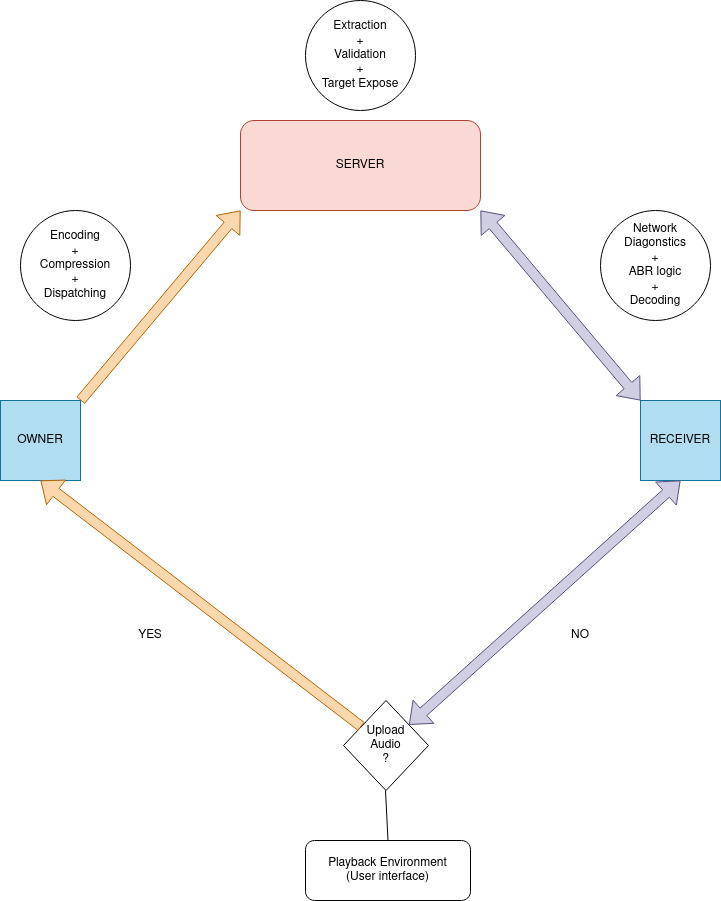 Extraction
+
Validation
+
Target Expose
SERVER
Encoding
+
Compression
+
Dispatching
Network
Diagonstics
+
ABR logic
+
Decoding
OWNER
RECEIVER
YES
NO
Upload
Audio
?
Playback Environment
(User interface)